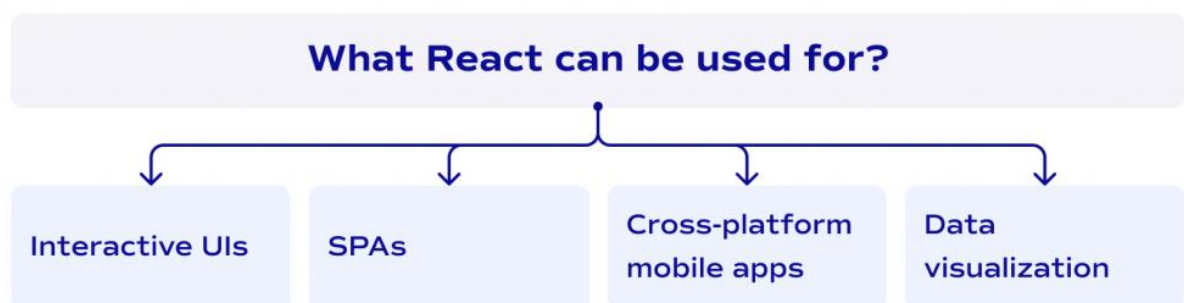 What React can be used for?
Interactive UIs
SPAs
Cross-platform
mobile apps
Data
visualization